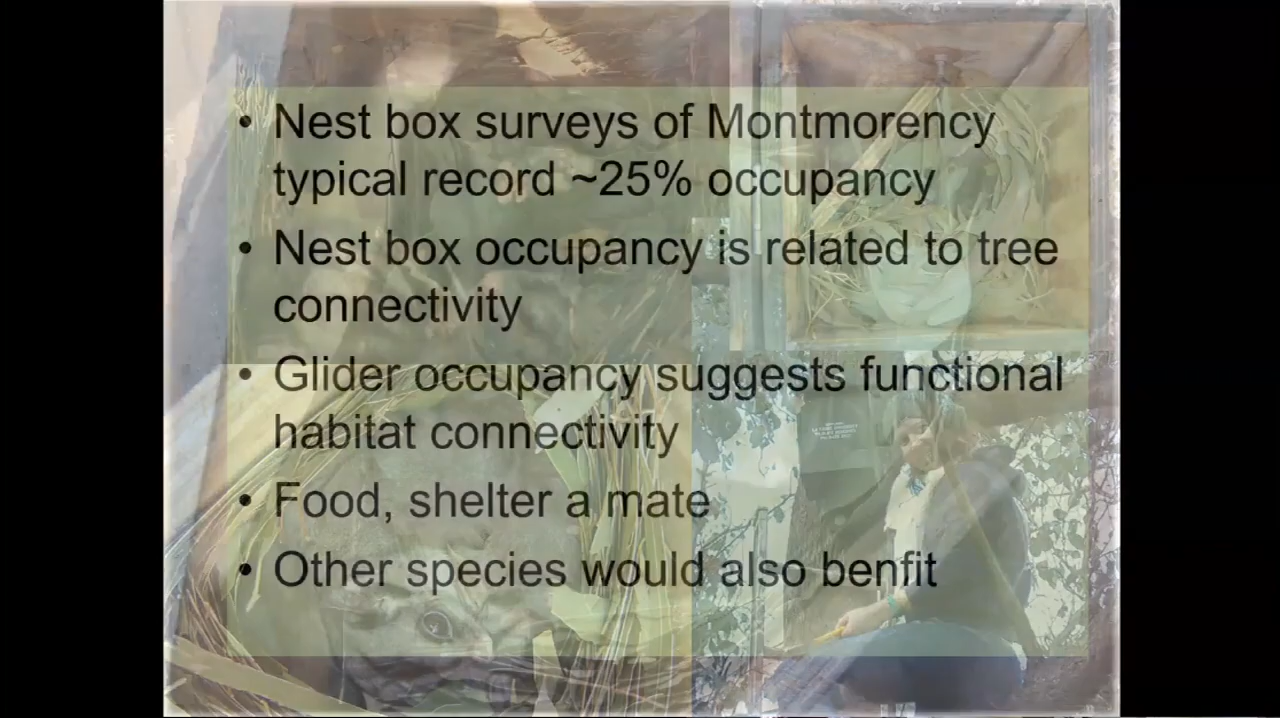 • Nest box surveys of Montmorency
typical record ~25% occupancy
• Nest box occupancy is related to tree
connectivity
• Glider occupancy suggests functional
habitat connectivity
• Food, shelter a mate
• Other species would also benfit